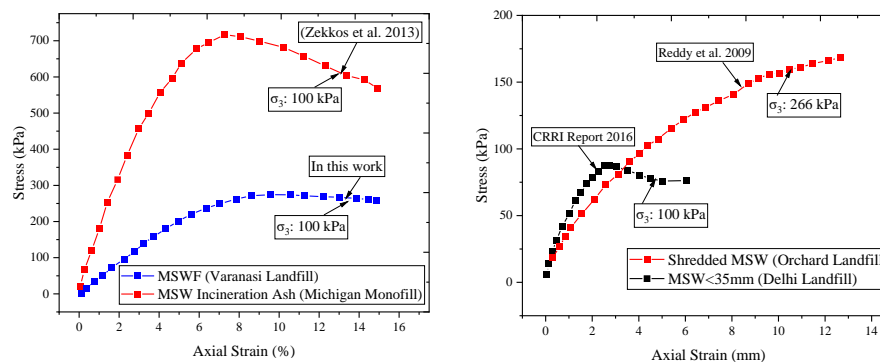 700
600
500
400
300
200
100
0
Stress (kPa)
(Zekkos et al. 2013)
σ3: 100 kPa
In this work
σ3: 100 kPa
MSWF (Varanasi Landfill)
MSW Incineration Ash (Michigan Monofill)
0 2 4 6 8 10 12 14 16
Axial Strain (%)
200
150
100
50
0
Stress (kPa)
Reddy et al. 2009
σ3: 266 kPa
CRRI Report 2016
σ3: 100 kPa
Shredded MSW (Orchard Landfill)
MSW<35mm (Delhi Landfill)
0 2 4 6 8 10 12 14
Axial Strain (mm)